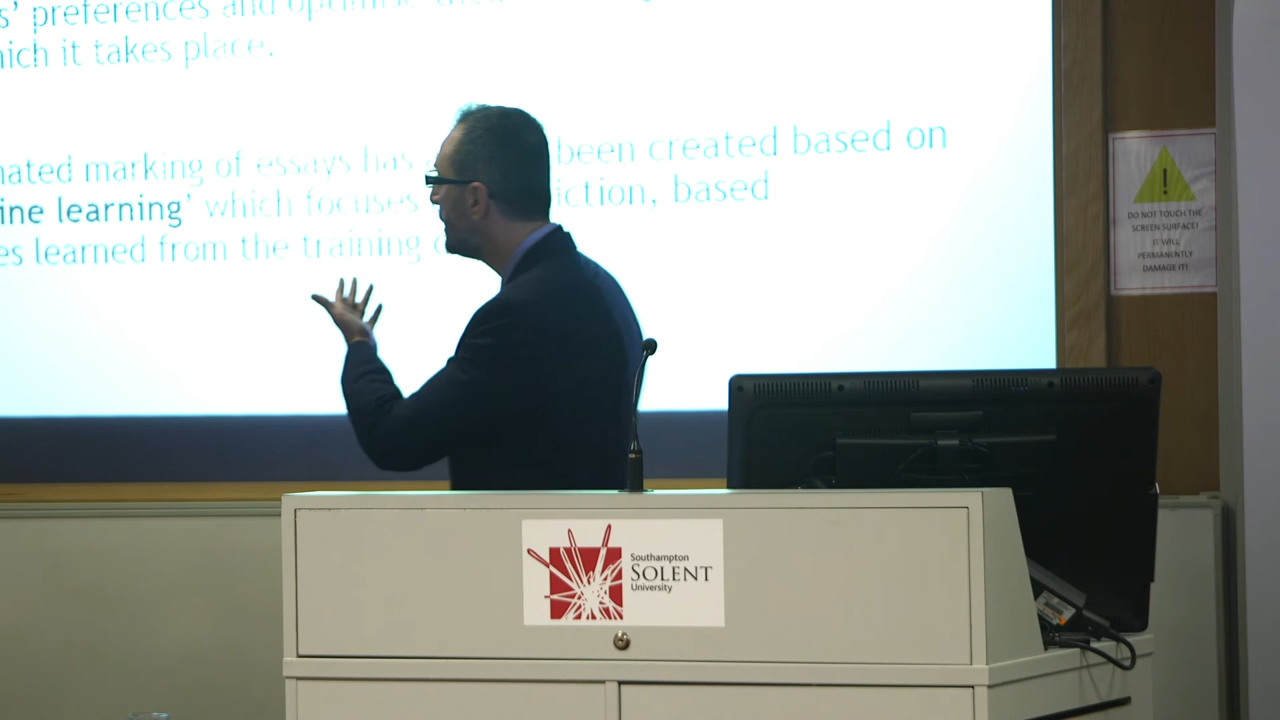 s' preferences and optimise
hich it takes place.
nated marking of essays has been created based on
ine learning' which focuses iction, based
es learned from the training
DO NOT TOUCH THE
SCREEN SURFACE!
IT WILL
PERMANENTLY
DAMAGE IT!
Southampton
SOLENT
University